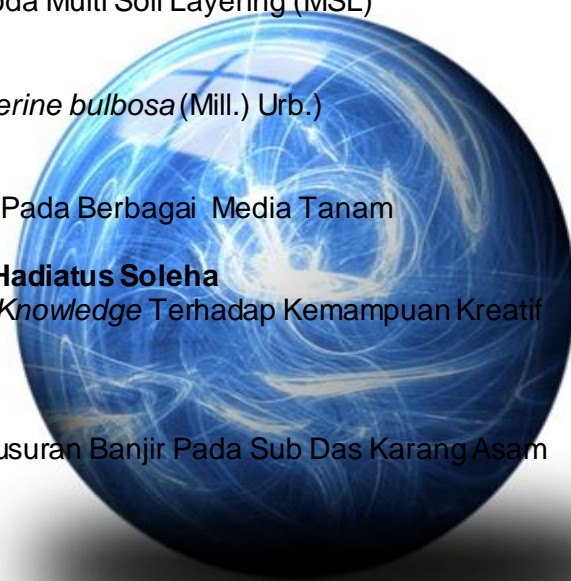 oda Multi Soil Layering (MSL)
erine bulbosa (Mill.) Urb.)
Pada Berbagai Media Tanam
Hadiatus Soleha
Knowledge Terhadap Kemampuan Kreatif
usuran Banjir Pada Sub Das Karang Asam